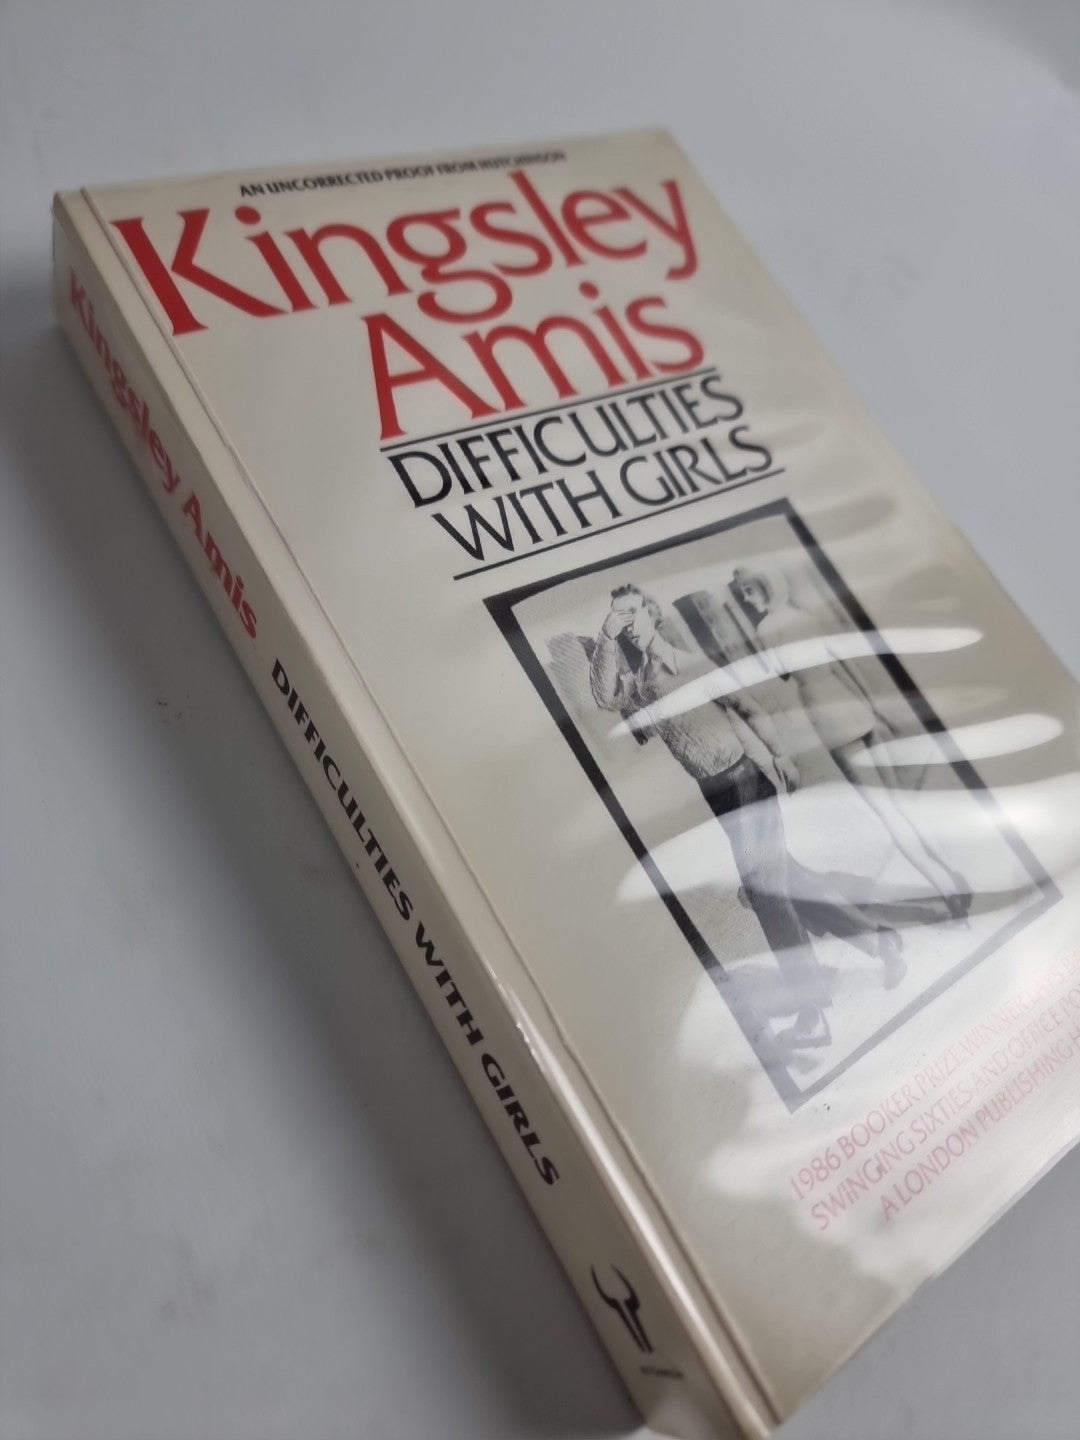 AN UNCORRECTED PROOF FROM HUTCHINSON
Kingsley
Amis
DIFFICULTIES
WITH GIRLS
1986 BOOKER PRIZE WINNER
SWINGING SIXTIES AND OFFICE
A LONDON PUBLISHING
Kingsley Amis DIFFICULTIES WITH GIRLS